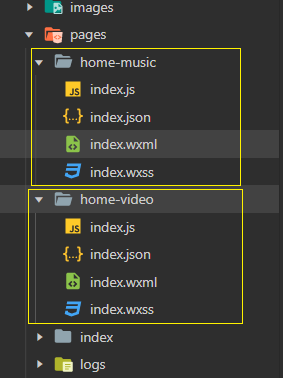 images
pages
home-music
index.js
index.json
index.wxml
index.wxss
home-video
index.js
index.json
index.wxml
index.wxss
index
logs